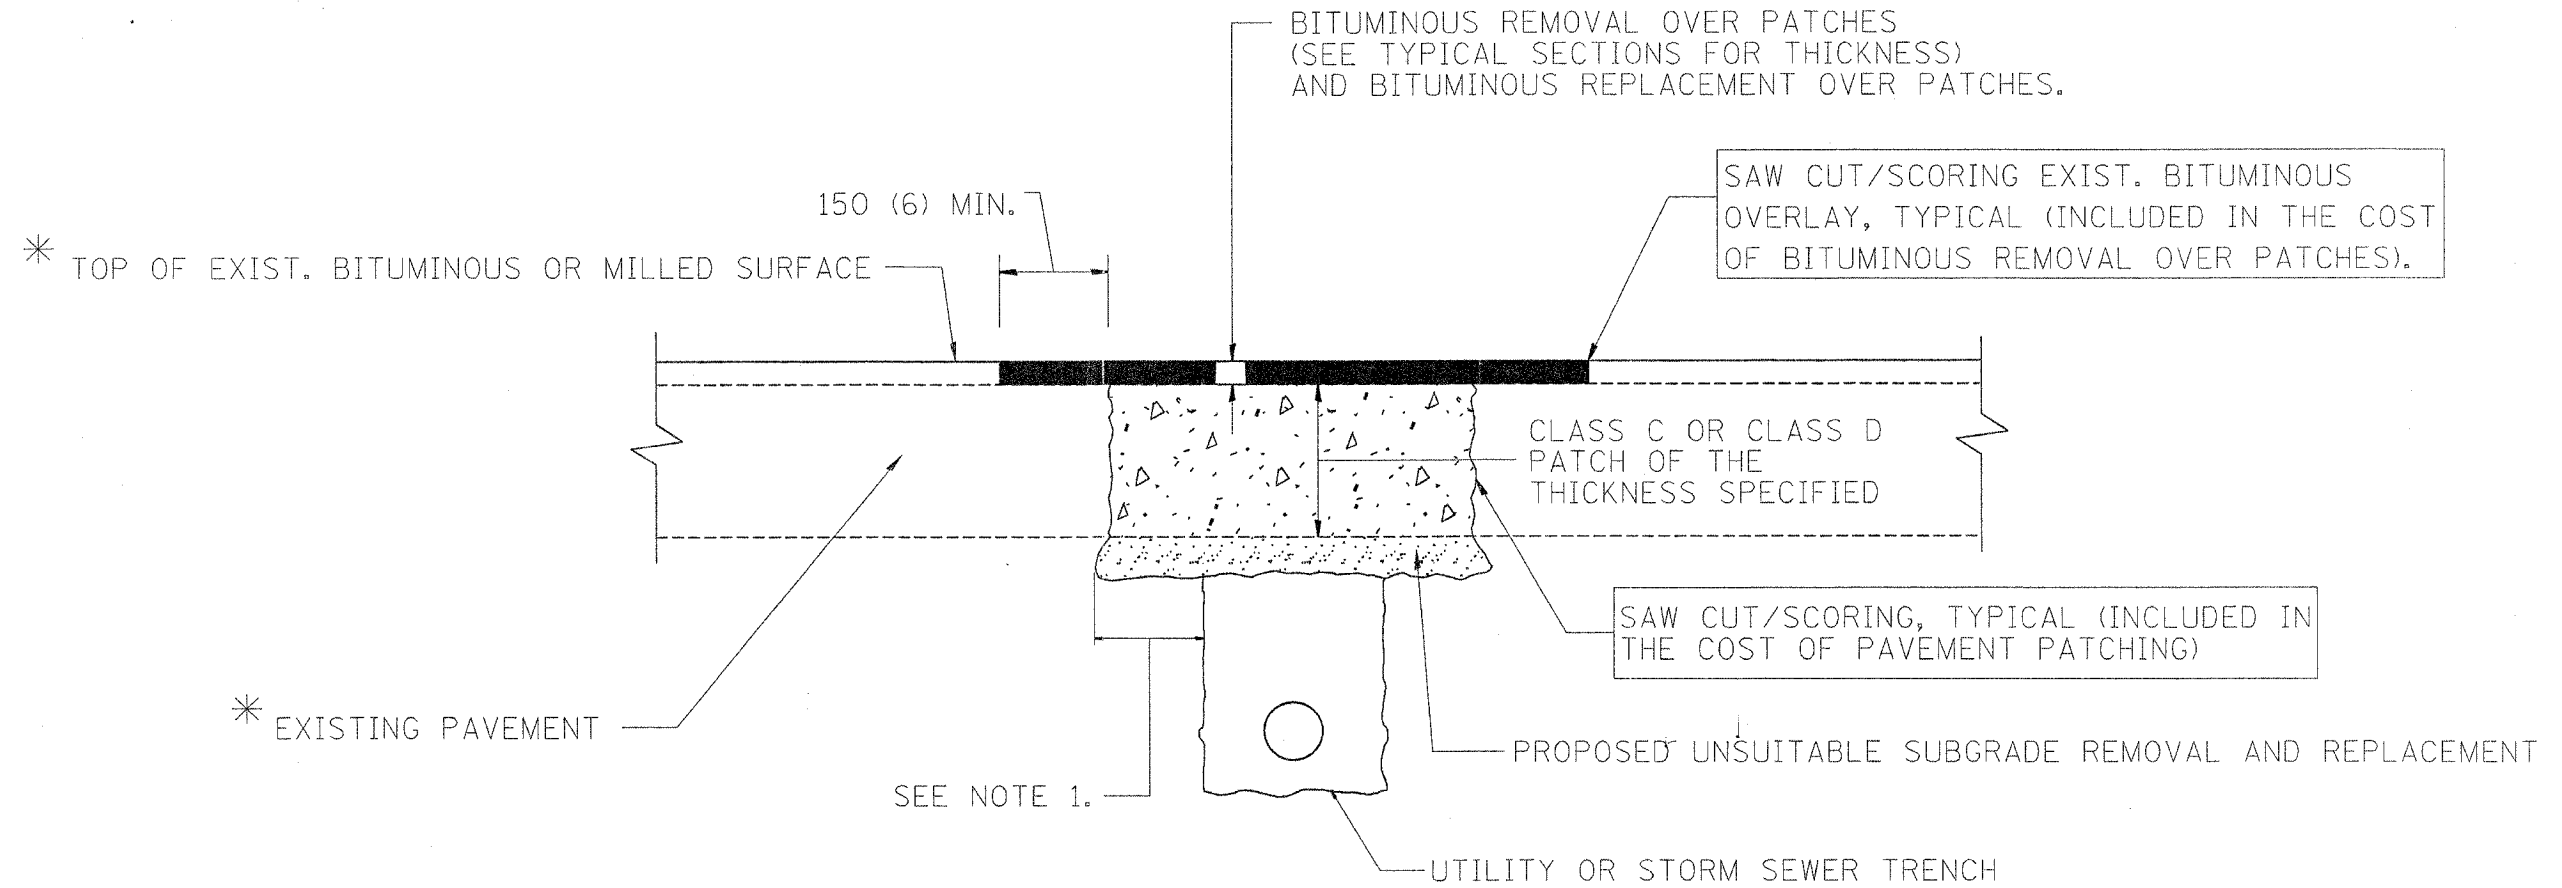 BITUMINOUS REMOVAL OVER PATCHES
(SEE TYPICAL SECTIONS FOR THICKNESS)
AND BITUMINOUS REPLACEMENT OVER PATCHES.
SAW CUT/SCORING EXIST. BITUMINOUS
OVERLAY, TYPICAL (INCLUDED IN THE COST
OF BITUMINOUS REMOVAL OVER PATCHES).
150 (6) MIN.
* TOP OF EXIST. BITUMINOUS OR MILLED SURFACE
CLASS C OR CLASS D
PATCH OF THE
THICKNESS SPECIFIED
SAW CUT/SCORING, TYPICAL (INCLUDED IN
THE COST OF PAVEMENT PATCHING)
* EXISTING PAVEMENT
PROPOSED UNSUITABLE SUBGRADE REMOVAL AND REPLACEMENT
SEE NOTE 1.
UTILITY OR STORM SEWER TRENCH